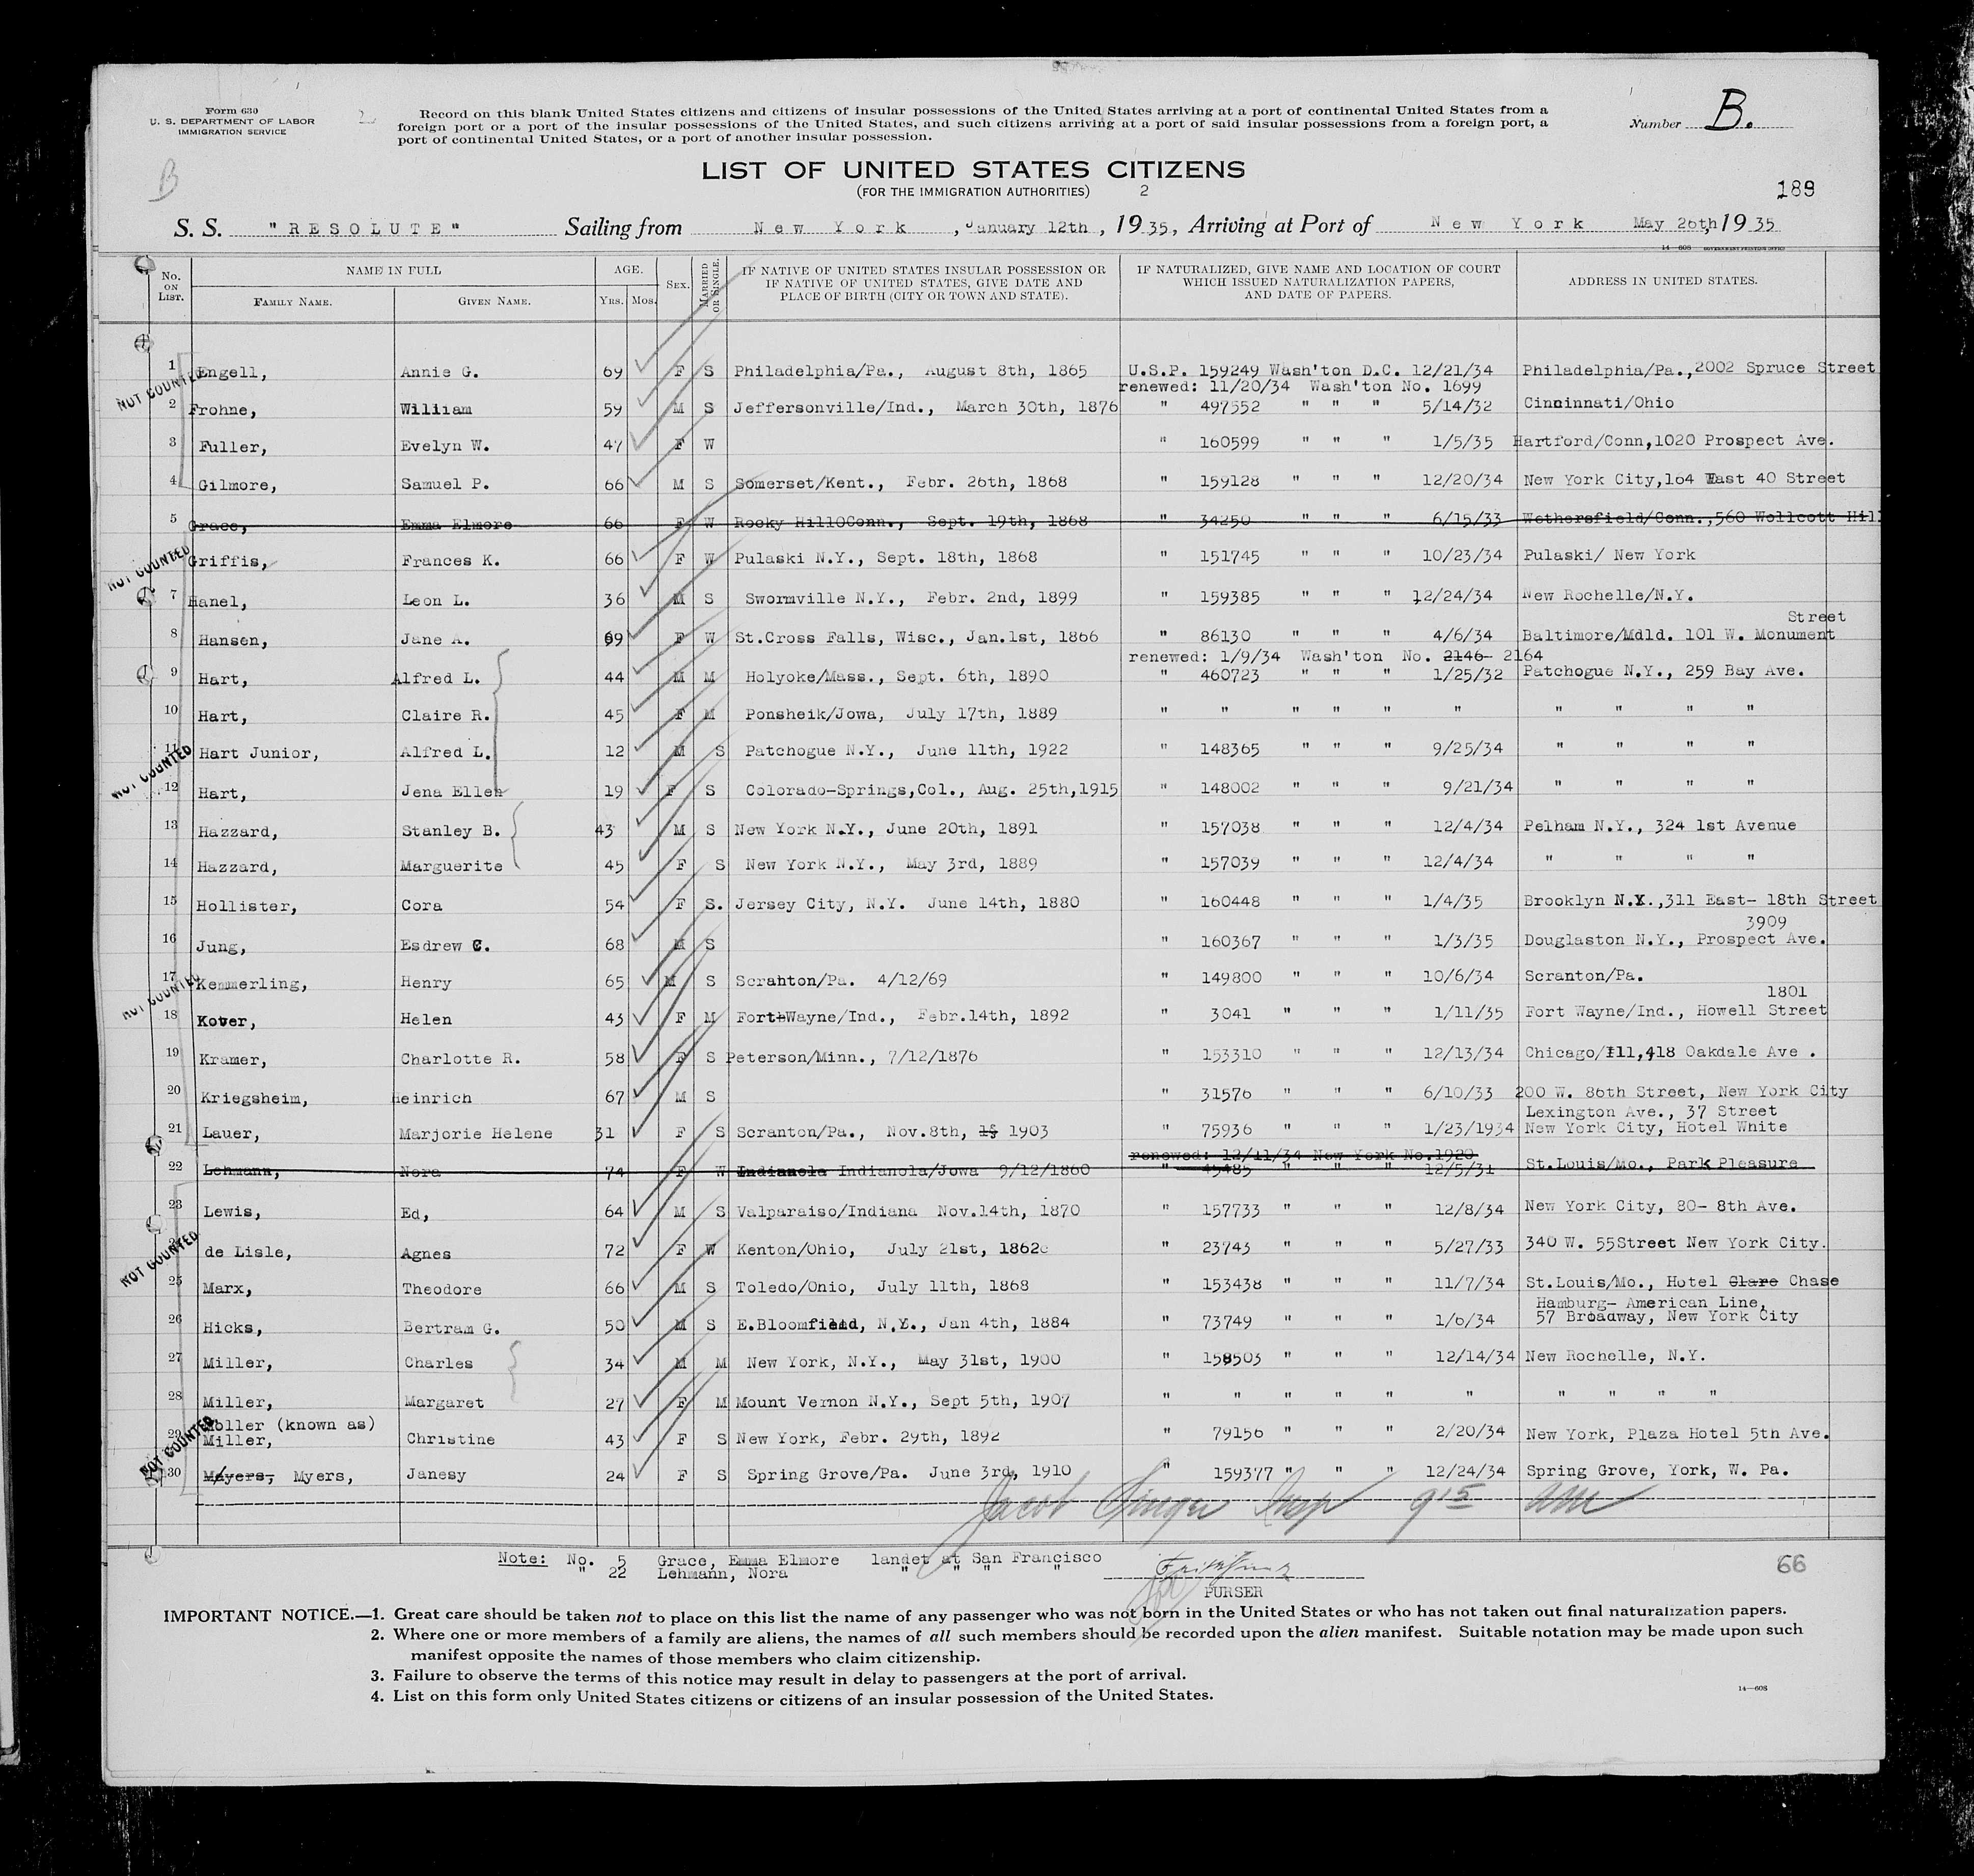 Form 630
U. S. DEPARTMENT OF LABOR
IMMIGRATION SERVICE
Record on this blank United States citizens and citizens of insular possessions of the United States arriving at a port of continental United States from a
foreign port or a port of the insular possessions of the United States, and such citizens arriving at a port of said insular possessions from a foreign port, a
port of continental United States, or a port of another insular possession.
Number B.
B
LIST OF UNITED STATES CITIZENS
(FOR THE IMMIGRATION AUTHORITIES) 2
189
S. S. "RESOLUTE" Sailing from New York, January 12th, 1935, Arriving at Port of New York May 26th, 1935
14-608 GOVERNMENT PRINTING OFFICE
No. ON LIST. NAME IN FULL FAMILY NAME. GIVEN NAME. AGE. Yrs. Mos. SEX. MARRIED OR SINGLE. IF NATIVE OF UNITED STATES INSULAR POSSESSION OR IF NATIVE OF UNITED STATES, GIVE DATE AND PLACE OF BIRTH (CITY OR TOWN AND STATE). IF NATURALIZED, GIVE NAME AND LOCATION OF COURT WHICH ISSUED NATURALIZATION PAPERS, AND DATE OF PAPERS. ADDRESS IN UNITED STATES.
NOT COUNTED
1 Engell, Annie G. 69 F S Philadelphia/Pa., August 8th, 1865 U.S.P. 159249 Wash'ton D.C. 12/21/34 Philadelphia/Pa., 2002 Spruce Street
renewed: 11/20/34 Wash'ton No. 1699
2 Frohne, William 59 M S Jeffersonville/Ind., March 30th, 1876 " 497552 " " " 5/14/32 Cincinnati/Ohio
3 Fuller, Evelyn W. 47 F W " 160599 " " " 1/5/35 Hartford/Conn,1020 Prospect Ave.
4 Gilmore, Samuel P. 66 M S Somerset/Kent., Febr. 26th, 1868 " 159128 " " " 12/20/34 New York City,164 East 40 Street
5 Grace, Emma Elmore 66 F W Rocky HillOConn., Sept. 19th, 1868 " 34250 " " " 6/15/33 Wethersfield/Conn.,560 Wollcott Hil
NOT COUNTED
Griffis, Frances K. 66 F W Pulaski N.Y., Sept. 18th, 1868 " 151745 " " " 10/23/34 Pulaski/ New York
7 Hanel, Leon L. 36 M S Swormville N.Y., Febr. 2nd, 1899 " 159385 " " " 12/24/34 New Rochelle/N.Y.
Street
8 Hansen, Jane A. 69 F W St.Cross Falls, Wisc., Jan.1st, 1866 " 86130 " " " 4/6/34 Baltimore/Mdld. 101 W. Monument
renewed: 1/9/34 Wash'ton No. 2146- 2164
9 Hart, Alfred L. 44 M M Holyoke/Mass., Sept. 6th, 1890 " 460723 " " " 1/25/32 Patchogue N.Y., 259 Bay Ave.
10 Hart, Claire R. 45 F M Ponsheik/Jowa, July 17th, 1889 " " " " " " " " " "
11 Hart Junior, Alfred L. 12 M S Patchogue N.Y., June 11th, 1922 " 148365 " " " 9/25/34 " " " "
NOT COUNTED
12 Hart, Jena Ellen 19 F S Colorado-Springs,Col., Aug. 25th,1915 " 148002 " " " 9/21/34 " " " "
13 Hazzard, Stanley B. 43 M S New York N.Y., June 20th, 1891 " 157038 " " " 12/4/34 Pelham N.Y., 324 1st Avenue
14 Hazzard, Marguerite 45 F S New York N.Y., May 3rd, 1889 " 157039 " " " 12/4/34 " " " "
15 Hollister, Cora 54 F S. Jersey City, N.Y. June 14th, 1880 " 160448 " " " 1/4/35 Brooklyn N.Y.,311 East- 18th Street
3909
16 Jung, Esdrew C. 68 M S " 160367 " " " 1/3/35 Douglaston N.Y., Prospect Ave.
17 Kemmerling, Henry 65 M S Scranton/Pa. 4/12/69 " 149800 " " " 10/6/34 Scranton/Pa.
NOT COUNTED
1801
18 Kover, Helen 43 F M FortWayne/Ind., Febr.14th, 1892 " 3041 " " " 1/11/35 Fort Wayne/Ind., Howell Street
19 Kramer, Charlotte R. 58 F S Peterson/Minn., 7/12/1876 " 153310 " " " 12/13/34 Chicago/Ill,418 Oakdale Ave .
20 Kriegsheim, Heinrich 67 M S " 31576 " " " 6/10/33 200 W. 86th Street, New York City
Lexington Ave., 37 Street
21 Lauer, Marjorie Helene 31 F S Scranton/Pa., Nov.8th, 1903 " 75936 " " " 1/23/1934 New York City, Hotel White
renewed: 12/11/34 New York No.1920
22 Lehmann, Nora 74 F W Indianola Indianola/Jowa 9/12/1860 " 45485 " " " 12/5/31 St.Louis/Mo., Park Pleasure
23 Lewis, Ed, 64 M S Valparaiso/Indiana Nov.14th, 1870 " 157733 " " " 12/8/34 New York City, 80- 8th Ave.
NOT COUNTED
de Lisle, Agnes 72 F W Kenton/Ohio, July 21st, 1862 " 23743 " " " 5/27/33 340 W. 55Street New York City.
25 Marx, Theodore 66 M S Toledo/Ohio, July 11th, 1868 " 153438 " " " 11/7/34 St.Louis/Mo., Hotel Clare Chase
Hamburg- American Line,
26 Hicks, Bertram G. 50 M S E.Bloomfield, N.Y., Jan 4th, 1884 " 73749 " " " 1/6/34 57 Broadway, New York City
27 Miller, Charles 34 M M New York, N.Y., May 31st, 1900 " 158503 " " " 12/14/34 New Rochelle, N.Y.
28 Miller, Margaret 27 F M Mount Vernon N.Y., Sept 5th, 1907 " " " " " " " " " "
Moller (known as)
29 Miller, Christine 43 F S New York, Febr. 29th, 1892 " 79156 " " " 2/20/34 New York, Plaza Hotel 5th Ave.
NOT COUNTED
30 Mayers, Myers, Janesy 24 F S Spring Grove/Pa. June 3rd, 1910 " 159377 " " " 12/24/34 Spring Grove, York, W. Pa.
Jacob Singer Insp 9 15 AM
Note: No. 5 Grace, Emma Elmore landet at San Francisco
" 22 Lehmann, Nora " " " "
PURSER
66
IMPORTANT NOTICE.—1. Great care should be taken not to place on this list the name of any passenger who was not born in the United States or who has not taken out final naturalization papers.
2. Where one or more members of a family are aliens, the names of all such members should be recorded upon the alien manifest. Suitable notation may be made upon such
manifest opposite the names of those members who claim citizenship.
3. Failure to observe the terms of this notice may result in delay to passengers at the port of arrival.
4. List on this form only United States citizens or citizens of an insular possession of the United States.
14—608